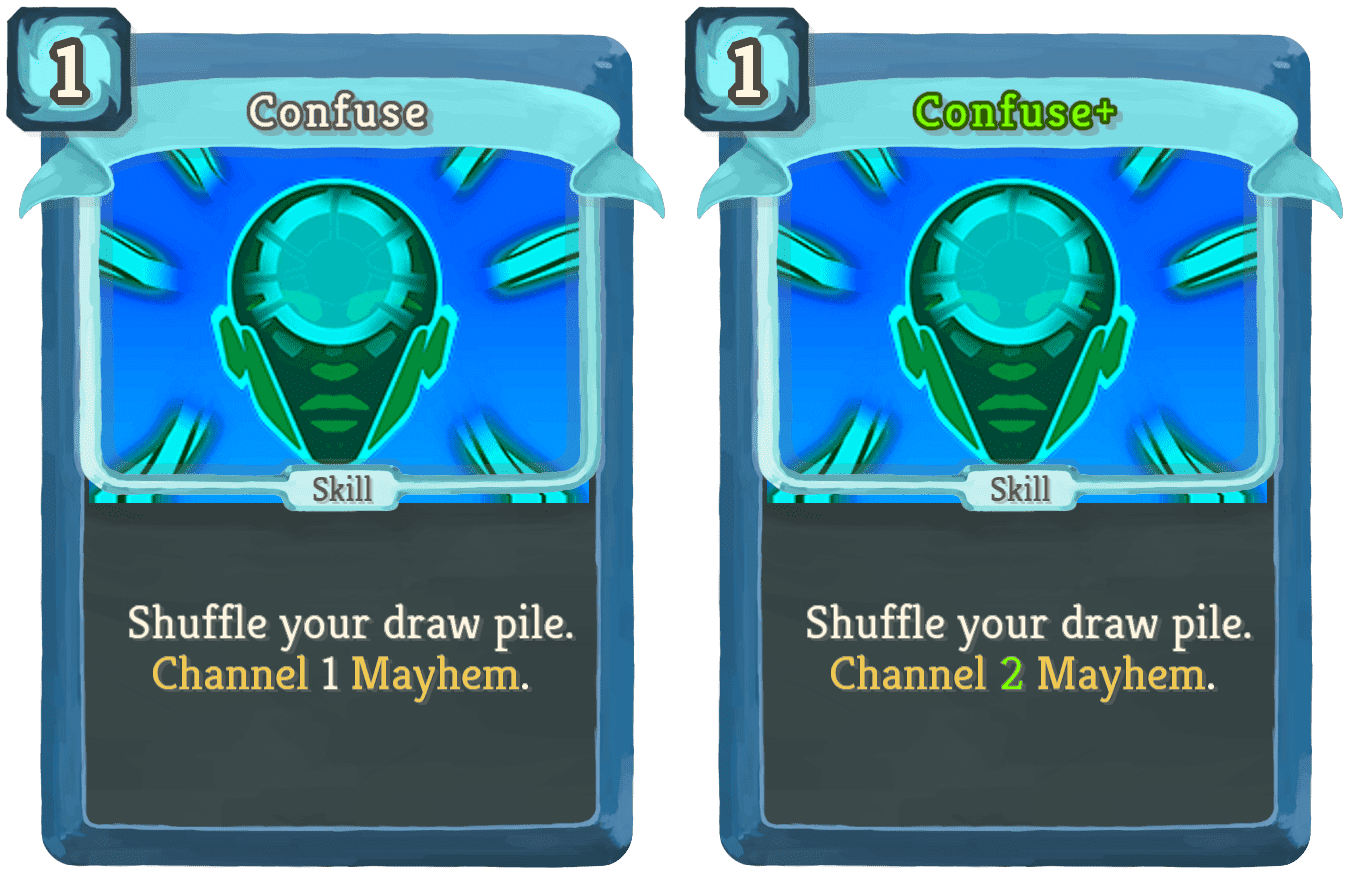 1
Confuse
Skill
Shuffle your draw pile.
Channel 1 Mayhem.
1
Confuse+
Skill
Shuffle your draw pile.
Channel 2 Mayhem.